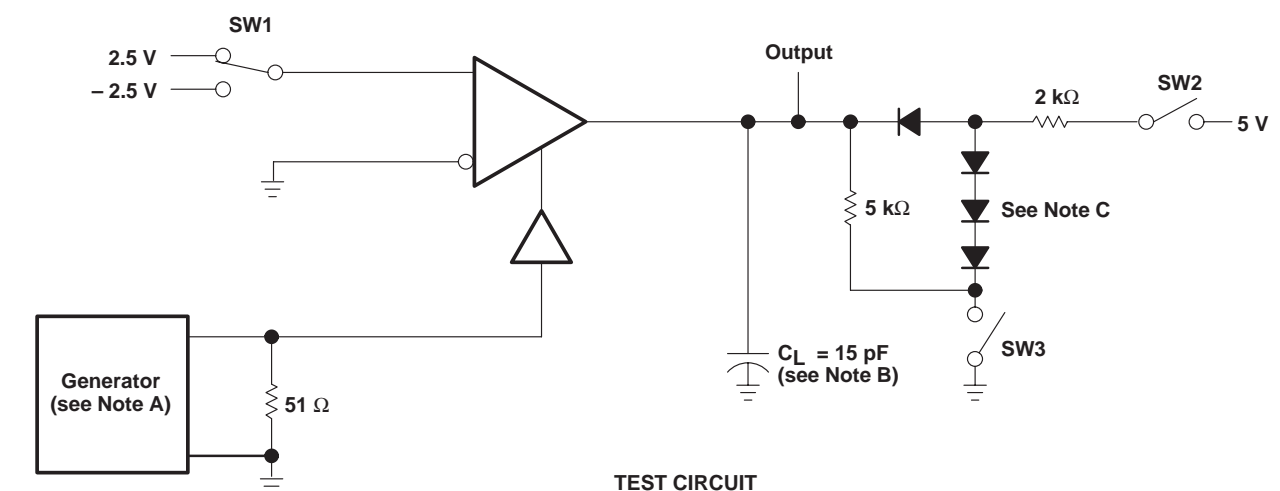 SW1
2.5 V
– 2.5 V
Output
2 kΩ
SW2
5 V
5 kΩ
See Note C
SW3
CL = 15 pF
(see Note B)
Generator
(see Note A)
51 Ω
TEST CIRCUIT